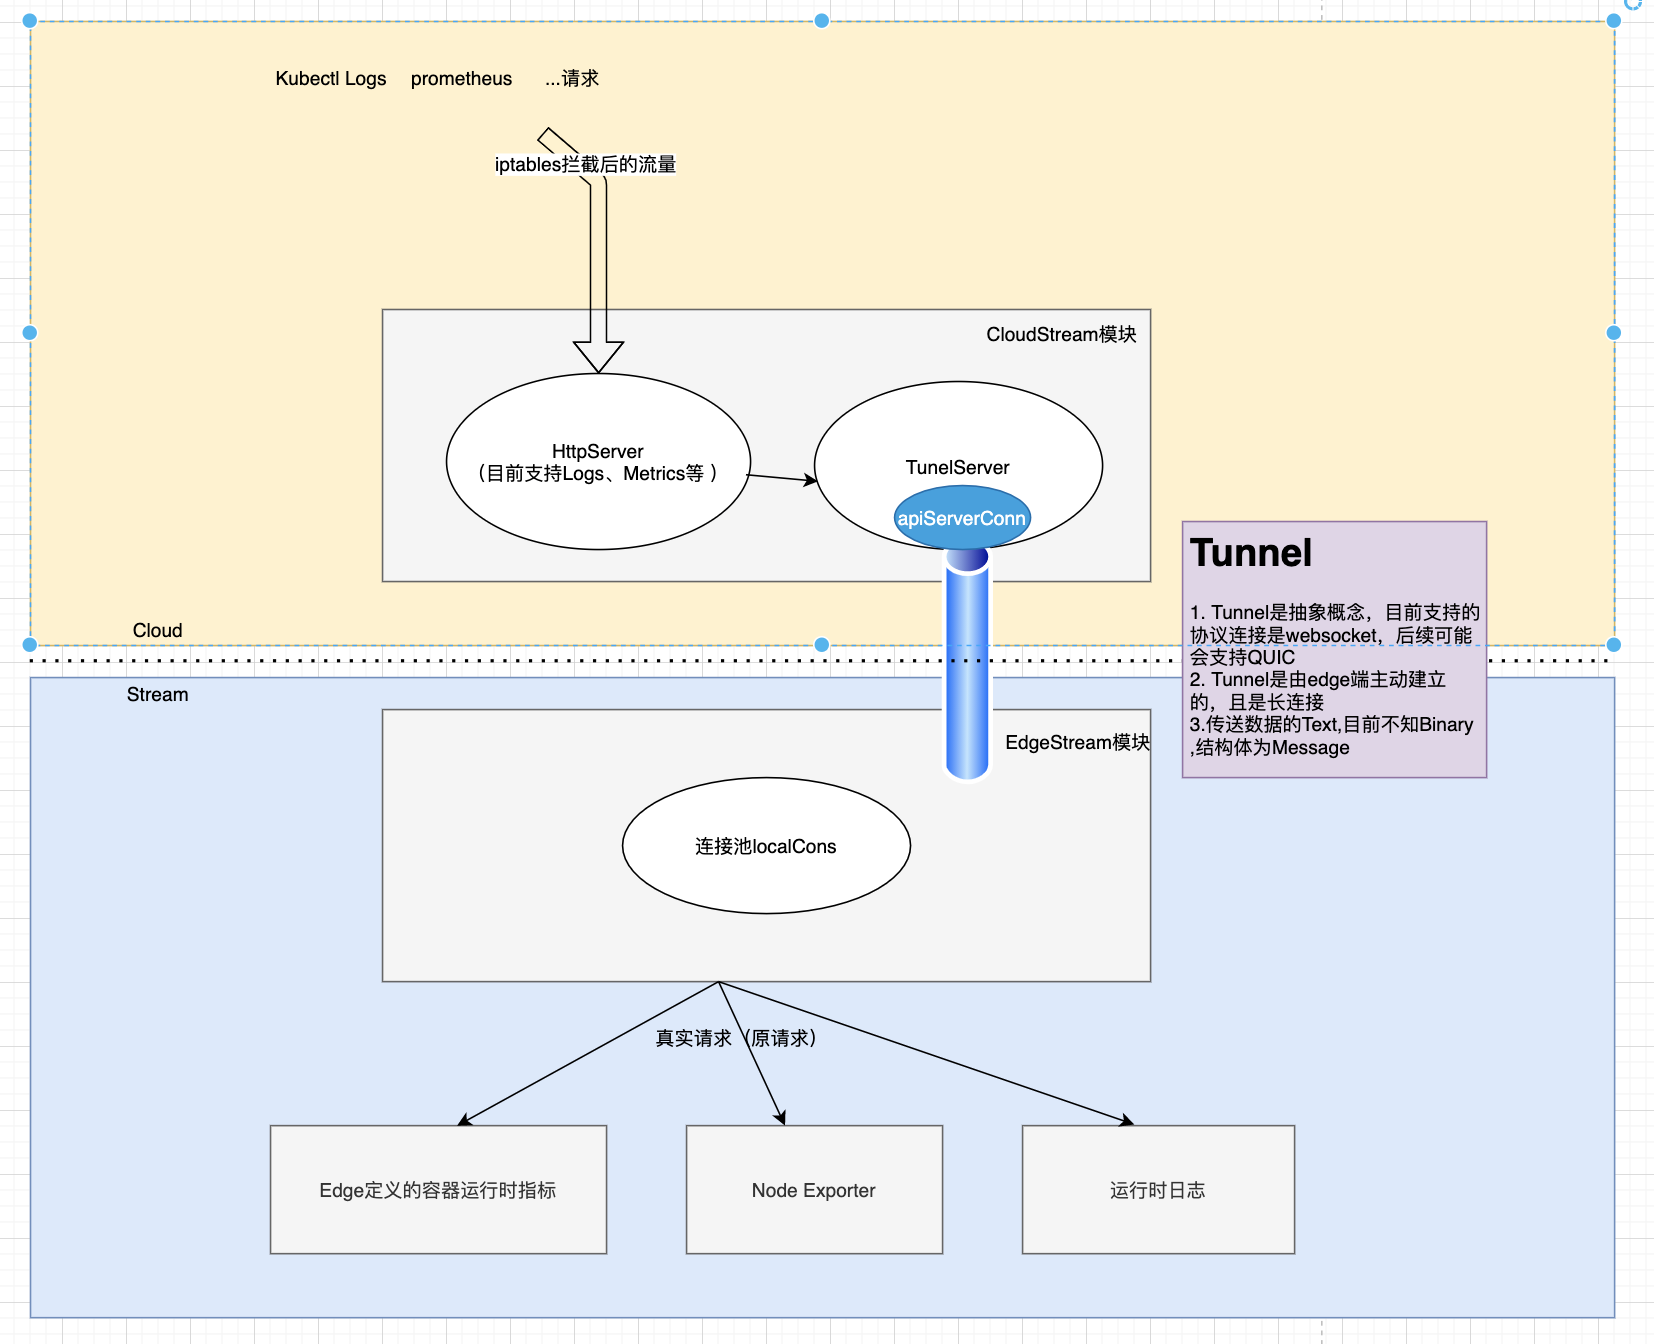 Kubectl Logs prometheus ...请求
iptables拦截后的流量
CloudStream模块
HttpServer
（目前支持Logs、Metrics等 ）
TunelServer
apiServerConn
Tunnel
1. Tunnel是抽象概念，目前支持的
协议连接是websocket，后续可能
会支持QUIC
2. Tunnel是由edge端主动建立
的，且是长连接
3.传送数据的Text,目前不知Binary
,结构体为Message
Cloud
Stream
EdgeStream模块
连接池localCons
真实请求（原请求）
Edge定义的容器运行时指标
Node Exporter
运行时日志